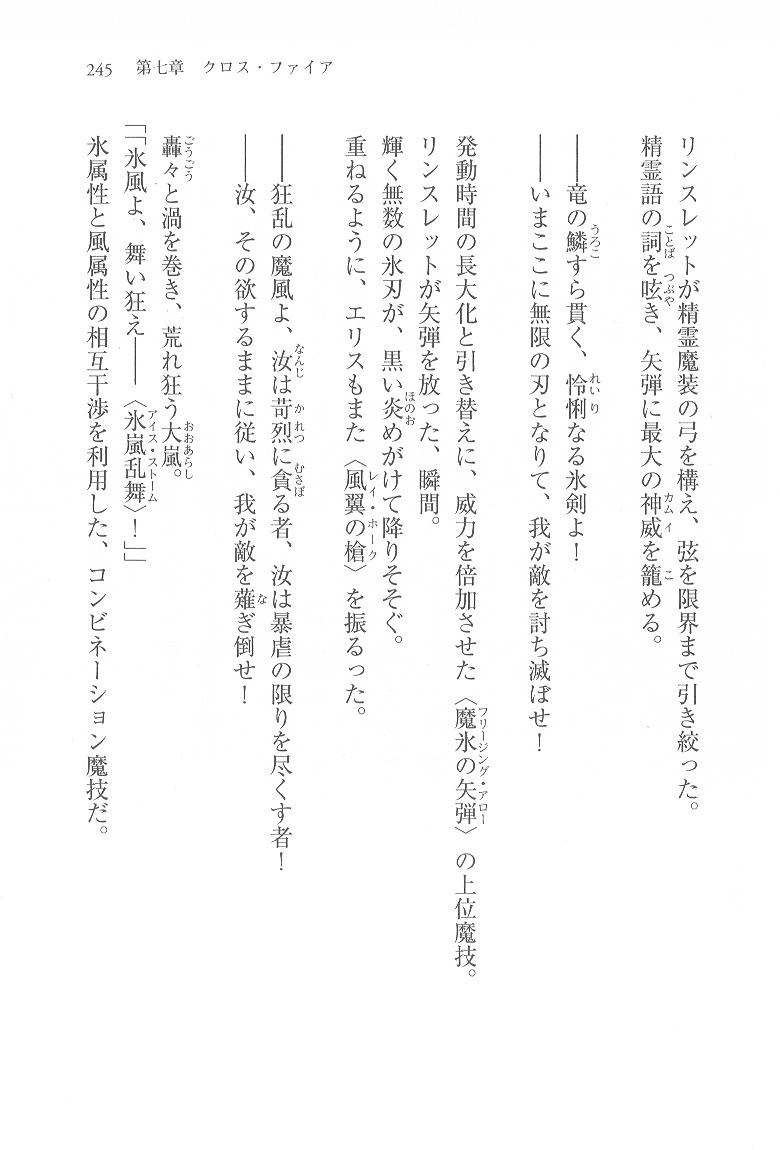 245　第七章　クロス・ファイア
リンスレットが精霊魔装の弓を構え、弦を限界まで引き絞った。
精霊語の詞を呟き、矢弾に最大の神威を籠める。
――竜の鱗すら貫く、怜悧なる氷剣よ！
――いまここに無限の刃となりて、我が敵を討ち滅ぼせ！
発動時間の長大化と引き替えに、威力を倍加させた〈魔氷の矢弾〉の上位魔技。
リンスレットが矢弾を放った、瞬間。
輝く無数の氷刃が、黒い炎めがけて降りそそぐ。
重ねるように、エリスもまた〈風翼の槍〉を振るった。
――狂乱の魔風よ、汝は苛烈に貪る者、汝は暴虐の限りを尽くす者！
――汝、その欲するままに従い、我が敵を薙ぎ倒せ！
轟々と渦を巻き、荒れ狂う大嵐。
「「氷風よ、舞い狂え――〈氷嵐乱舞〉！」」
氷属性と風属性の相互干渉を利用した、コンビネーション魔技だ。